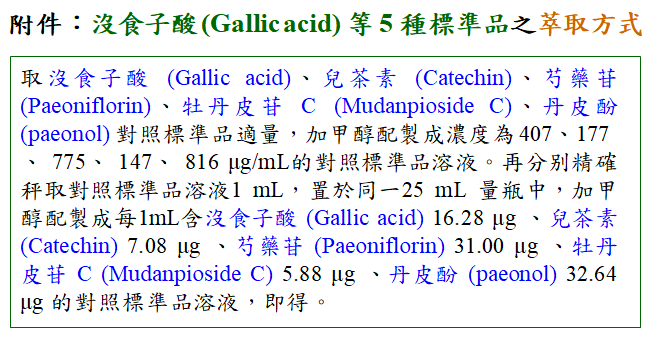 附件：沒食子酸(Gallic acid) 等 5 種標準品之萃取方式
取沒食子酸 (Gallic acid)、兒茶素 (Catechin)、芍藥苷
(Paeoniflorin)、牡丹皮苷 C (Mudanpioside C)、丹皮酚
(paeonol) 對照標準品適量，加甲醇配製成濃度為 407、177
、 775、 147、 816 μg/mL的對照標準品溶液。再分別精確
秤取對照標準品溶液1 mL，置於同一25 mL 量瓶中，加甲
醇配製成每1mL含沒食子酸 (Gallic acid) 16.28 μg 、兒茶素
(Catechin) 7.08 μg 、芍藥苷 (Paeoniflorin) 31.00 μg 、牡丹
皮苷 C (Mudanpioside C) 5.88 μg 、丹皮酚 (paeonol) 32.64
μg 的對照標準品溶液，即得。